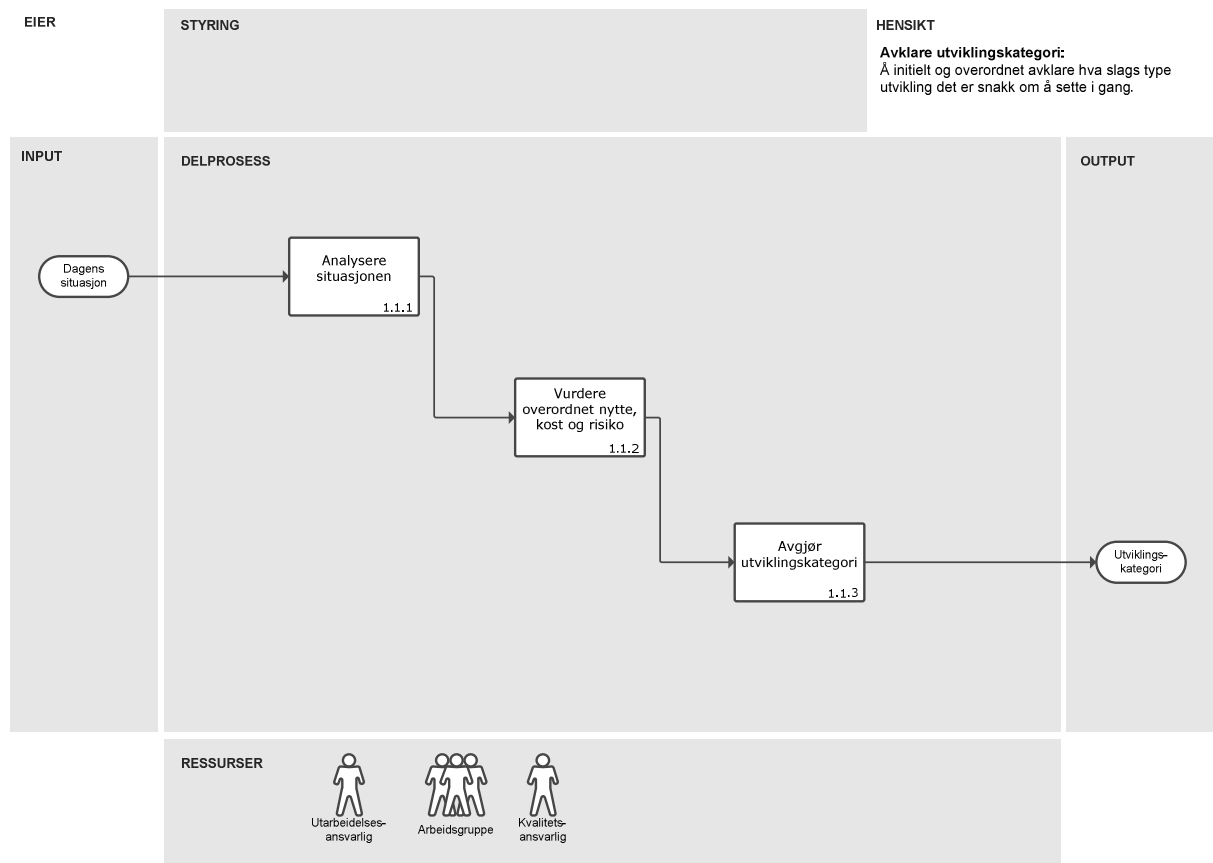 EIER
STYRING
HENSIKT
Avklare utviklingskategori:
Å initielt og overordnet avklare hva slags type
utvikling det er snakk om å sette i gang.
INPUT
DELPROSESS
OUTPUT
Dagens
situasjon
Analysere
situasjonen
1.1.1
Vurdere
overordnet nytte,
kost og risiko
1.1.2
Avgjør
utviklingskategori
1.1.3
Utviklings-
kategori
RESSURSER
Utarbeidelses-
ansvarlig
Arbeidsgruppe
Kvalitets-
ansvarlig